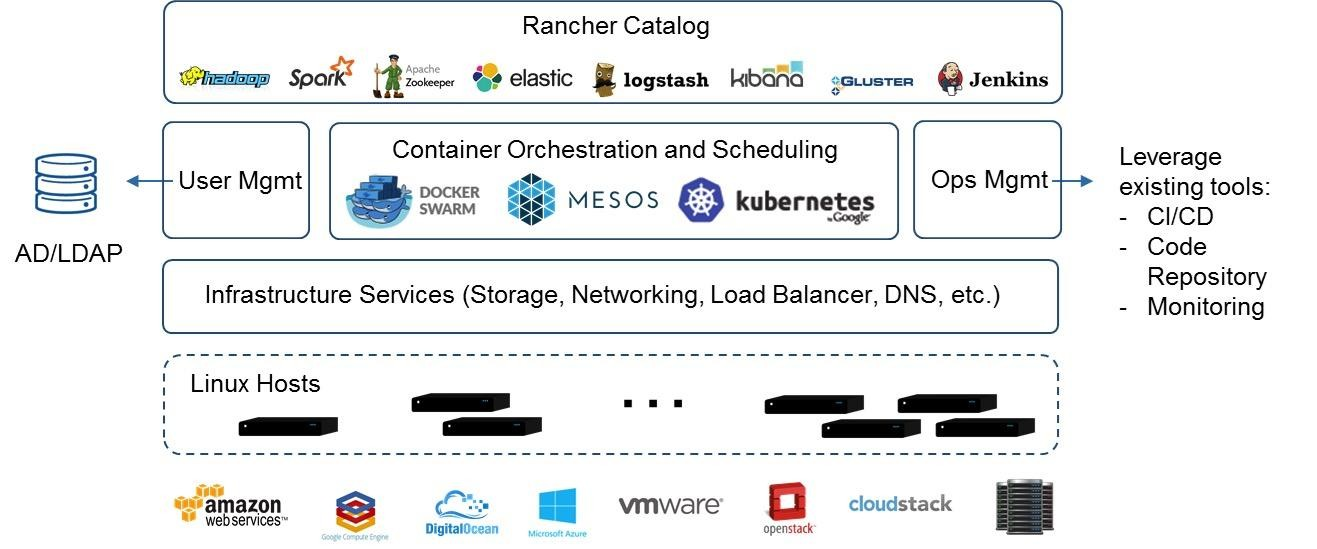 Rancher Catalog
hadoop
Spark
Apache
Zookeeper
elastic
logstash
kibana
GLUSTER
Jenkins
User Mgmt
Container Orchestration and Scheduling
DOCKER
SWARM
MESOS
kubernetes
by Google
Ops Mgmt
AD/LDAP
Leverage
existing tools:
- CI/CD
- Code
Repository
- Monitoring
Infrastructure Services (Storage, Networking, Load Balancer, DNS, etc.)
Linux Hosts
...
amazon
webservices™
Google Compute Engine
DigitalOcean
Microsoft Azure
vmware®
openstack
cloudstack